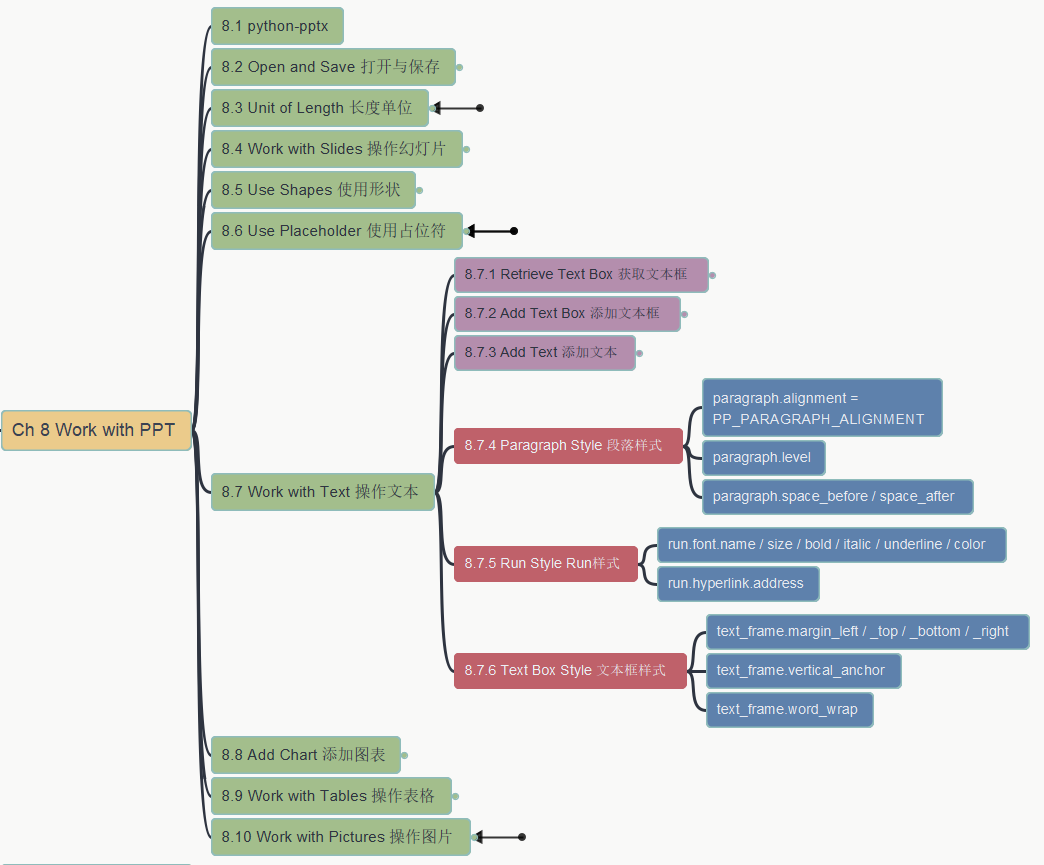 8.1 python-pptx
8.2 Open and Save 打开与保存
8.3 Unit of Length 长度单位
8.4 Work with Slides 操作幻灯片
8.5 Use Shapes 使用形状
8.6 Use Placeholder 使用占位符
8.7.1 Retrieve Text Box 获取文本框
8.7.2 Add Text Box 添加文本框
8.7.3 Add Text 添加文本
Ch 8 Work with PPT
8.7 Work with Text 操作文本
8.7.4 Paragraph Style 段落样式
paragraph.alignment =
PP_PARAGRAPH_ALIGNMENT
paragraph.level
paragraph.space_before / space_after
8.7.5 Run Style Run样式
run.font.name / size / bold / italic / underline / color
run.hyperlink.address
8.7.6 Text Box Style 文本框样式
text_frame.margin_left / _top / _bottom / _right
text_frame.vertical_anchor
text_frame.word_wrap
8.8 Add Chart 添加图表
8.9 Work with Tables 操作表格
8.10 Work with Pictures 操作图片